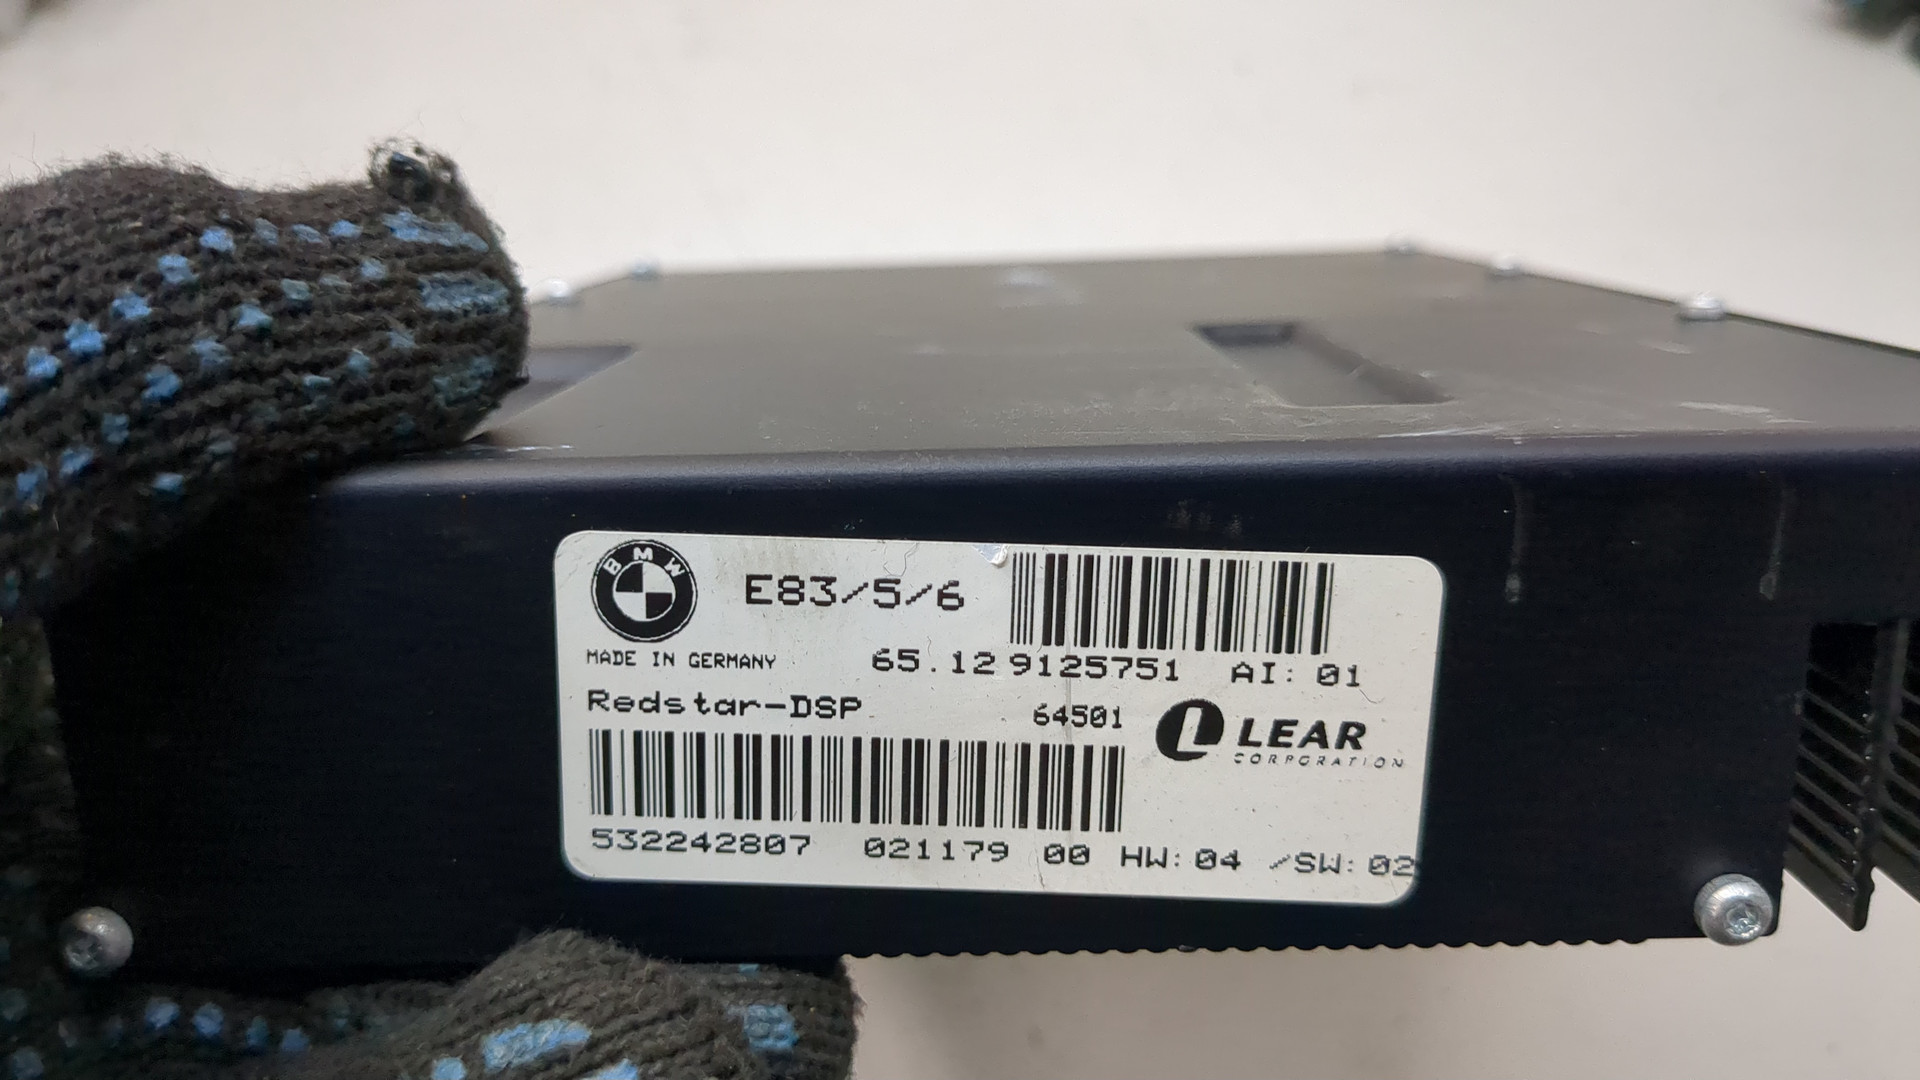 BMW
E83/5/6
MADE IN GERMANY
65.12 9125751 AI: 01
Redstar-DSP
64501
L LEAR
CORPORATION
532242807 021179 00 HW: 04 /SW: 02